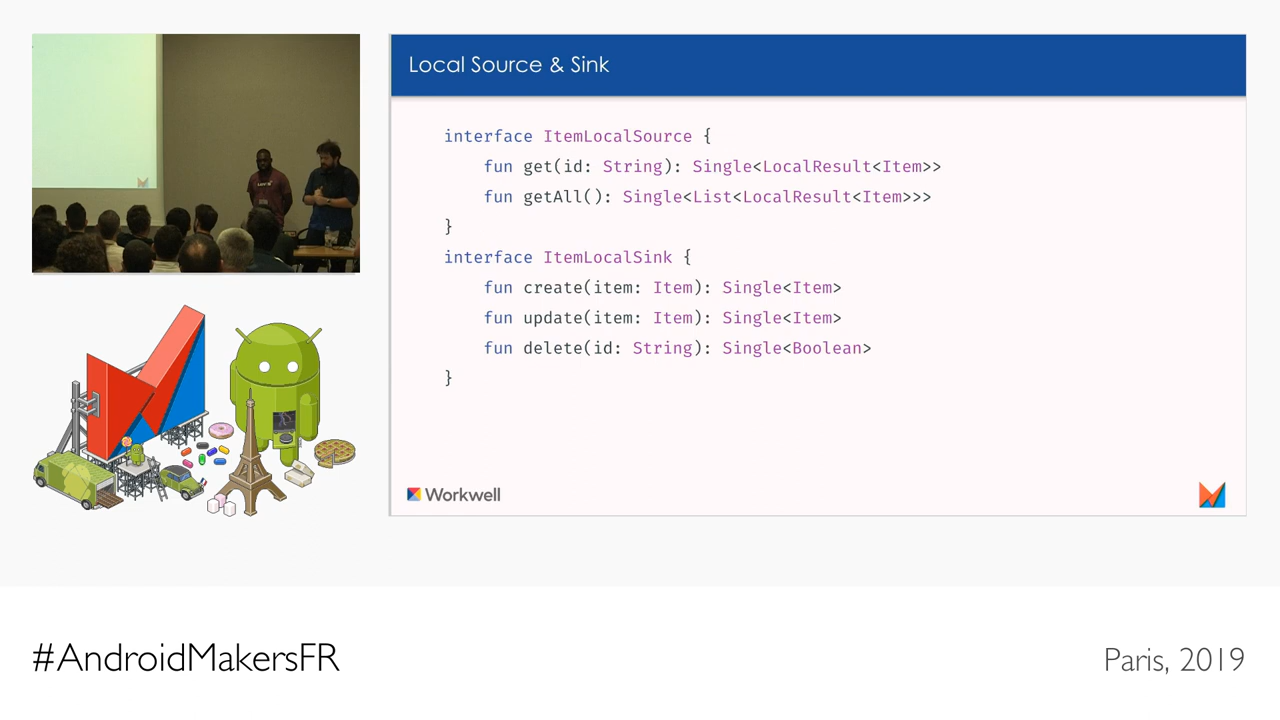 Local Source & Sink
interface ItemLocalSource {
fun get(id: String): Single<LocalResult<Item>>
fun getAll(): Single<List<LocalResult<Item>>>
}
interface ItemLocalSink {
fun create(item: Item): Single<Item>
fun update(item: Item): Single<Item>
fun delete(id: String): Single<Boolean>
}
Workwell
#AndroidMakersFR
Paris, 2019